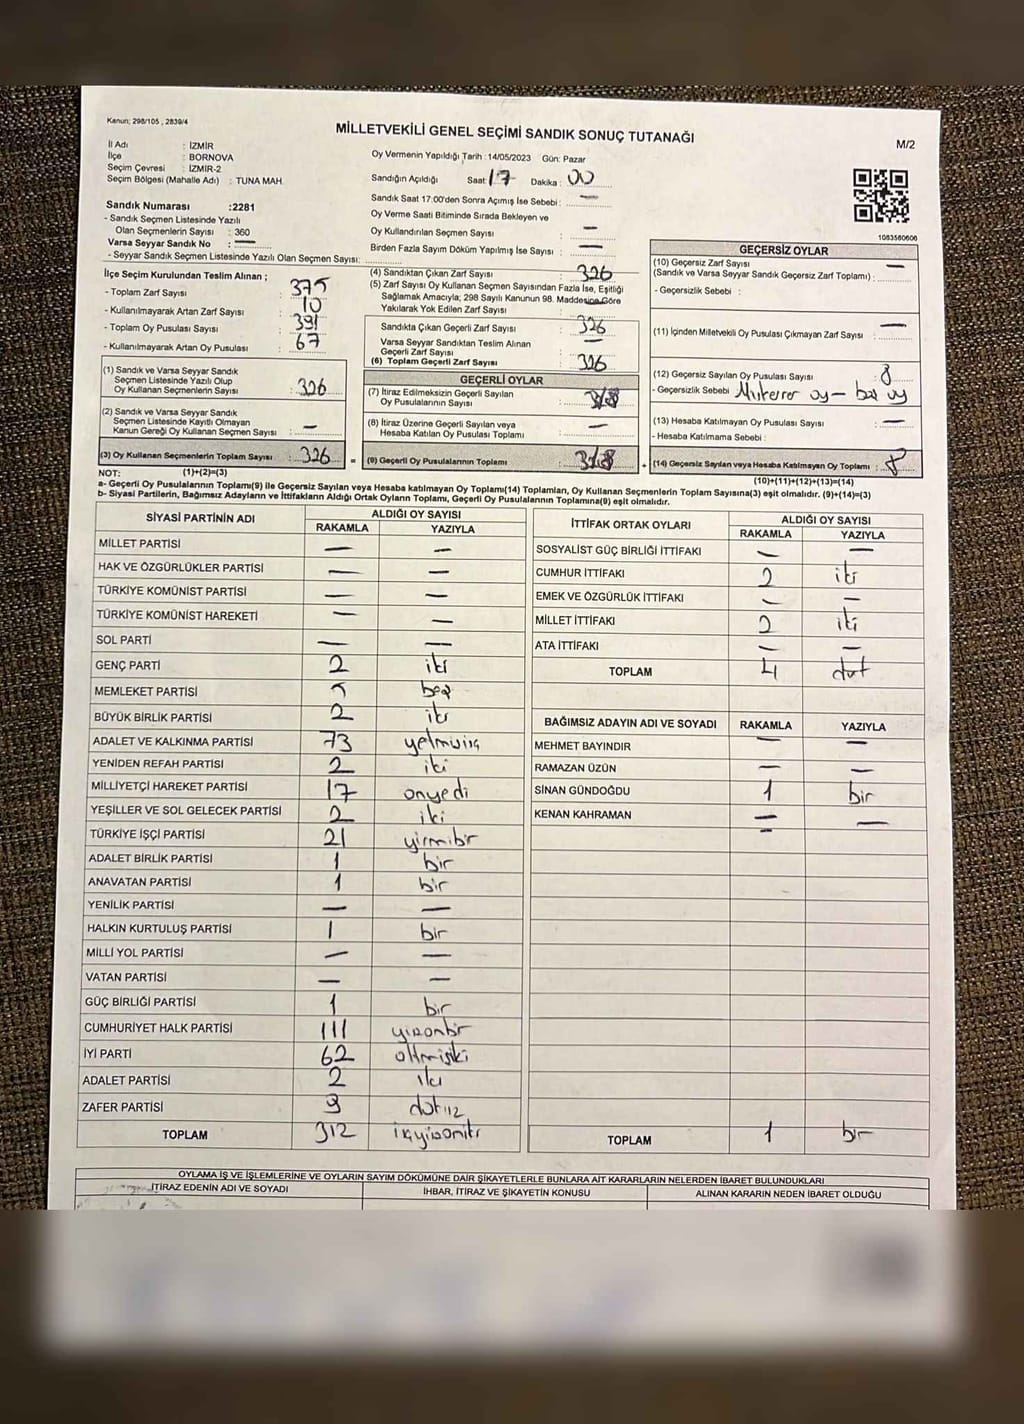 Kanun; 298/105 , 2839/4
MİLLETVEKİLİ GENEL SEÇİMİ SANDIK SONUÇ TUTANAĞI
M/2
İl Adı : İZMİR
İlçe : BORNOVA
Seçim Çevresi : İZMİR-2
Seçim Bölgesi (Mahalle Adı) : TUNA MAH.
Oy Vermenin Yapıldığı Tarih : 14/05/2023 Gün: Pazar
Sandığın Açıldığı Saat: 17 Dakika : 00
Sandık Saat 17:00'den Sonra Açımış İse Sebebi : —
Oy Verme Saati Bitiminde Sırada Bekleyen ve
Oy Kullandırılan Seçmen Sayısı : —
Birden Fazla Sayım Döküm Yapılmış İse Sayısı : —
1083580606
Sandık Numarası :2281
- Sandık Seçmen Listesinde Yazılı
Olan Seçmenlerin Sayısı : 360
Varsa Seyyar Sandık No : —
- Seyyar Sandık Seçmen Listesinde Yazılı Olan Seçmen Sayısı:
İlçe Seçim Kurulundan Teslim Alınan ;
- Toplam Zarf Sayısı : 375
- Kullanılmayarak Artan Zarf Sayısı : 10
- Toplam Oy Pusulası Sayısı : 391
- Kullanılmayarak Artan Oy Pusulası : 67
(1) Sandık ve Varsa Seyyar Sandık
Seçmen Listesinde Yazılı Olup
Oy Kullanan Seçmenlerin Sayısı : 326
(2) Sandık ve Varsa Seyyar Sandık
Seçmen Listesinde Kayıtlı Olmayan
Kanun Gereği Oy Kullanan Seçmen Sayısı : —
(3) Oy Kullanan Seçmenlerin Toplam Sayısı : 326
(4) Sandıktan Çıkan Zarf Sayısı : 326
(5) Zarf Sayısı Oy Kullanan Seçmen Sayısından Fazla İse, Eşitliği
Sağlamak Amacıyla; 298 Sayılı Kanunun 98. Maddesine Göre
Yakılarak Yok Edilen Zarf Sayısı :
Sandıkta Çıkan Geçerli Zarf Sayısı : 326
Varsa Seyyar Sandıktan Teslim Alınan
Geçerli Zarf Sayısı : —
(6) Toplam Geçerli Zarf Sayısı : 326
GEÇERLİ OYLAR
(7) İtiraz Edilmeksizin Geçerli Sayılan
Oy Pusulalarının Sayısı : 318
(8) İtiraz Üzerine Geçerli Sayılan veya
Hesaba Katılan Oy Pusulası Toplamı : —
= (9) Geçerli Oy Pusulalarının Toplamı : 318
GEÇERSİZ OYLAR
(10) Geçersiz Zarf Sayısı
(Sandık ve Varsa Seyyar Sandık Geçersiz Zarf Toplamı) : —
- Geçersizlik Sebebi :
(11) İçinden Milletvekili Oy Pusulası Çıkmayan Zarf Sayısı : —
(12) Geçersiz Sayılan Oy Pusulası Sayısı : 8
- Geçersizlik Sebebi : Mükerrer oy — boş oy
(13) Hesaba Katılmayan Oy Pusulası Sayısı : —
- Hesaba Katılmama Sebebi :
+ (14) Geçersiz Sayılan veya Hesaba Katılmayan Oy Toplamı : 8
NOT: (1)+(2)=(3)
(10)+(11)+(12)+(13)=(14)
a- Geçerli Oy Pusulalarının Toplamı(9) ile Geçersiz Sayılan veya Hesaba Katılmayan Oy Toplamı(14) Toplamları, Oy Kullanan Seçmenlerin Toplam Sayısına(3) eşit olmalıdır. (9)+(14)=(3)
b- Siyasi Partilerin, Bağımsız Adayların ve İttifakların Aldığı Ortak Oyların Toplamı, Geçerli Oy Pusulalarının Toplamına(9) eşit olmalıdır.
SİYASİ PARTİNİN ADI ALDIĞI OY SAYISI
RAKAMLA YAZIYLA
MİLLET PARTİSİ — —
HAK VE ÖZGÜRLÜKLER PARTİSİ — —
TÜRKİYE KOMÜNİST PARTİSİ — —
TÜRKİYE KOMÜNİST HAREKETİ — —
SOL PARTİ — —
GENÇ PARTİ 2 iki
MEMLEKET PARTİSİ 5 beş
BÜYÜK BİRLİK PARTİSİ 2 iki
ADALET VE KALKINMA PARTİSİ 73 yetmişüç
YENİDEN REFAH PARTİSİ 2 iki
MİLLİYETÇİ HAREKET PARTİSİ 17 onyedi
YEŞİLLER VE SOL GELECEK PARTİSİ 2 iki
TÜRKİYE İŞÇİ PARTİSİ 21 yirmibir
ADALET BİRLİK PARTİSİ 1 bir
ANAVATAN PARTİSİ 1 bir
YENİLİK PARTİSİ — —
HALKIN KURTULUŞ PARTİSİ 1 bir
MİLLİ YOL PARTİSİ — —
VATAN PARTİSİ — —
GÜÇ BİRLİĞİ PARTİSİ 1 bir
CUMHURİYET HALK PARTİSİ 111 yüzonbir
İYİ PARTİ 62 altmışiki
ADALET PARTİSİ 2 iki
ZAFER PARTİSİ 9 dokuz
TOPLAM 312 üçyüzoniki
İTTİFAK ORTAK OYLARI ALDIĞI OY SAYISI
RAKAMLA YAZIYLA
SOSYALİST GÜÇ BİRLİĞİ İTTİFAKI — —
CUMHUR İTTİFAKI 2 iki
EMEK VE ÖZGÜRLÜK İTTİFAKI — —
MİLLET İTTİFAKI 2 iki
ATA İTTİFAKI — —
TOPLAM 4 dört
BAĞIMSIZ ADAYIN ADI VE SOYADI RAKAMLA YAZIYLA
MEHMET BAYINDIR — —
RAMAZAN ÜZÜN — —
SİNAN GÜNDOĞDU 1 bir
KENAN KAHRAMAN — —
TOPLAM 1 bir
OYLAMA İŞ VE İŞLEMLERİNE VE OYLARIN SAYIM DÖKÜMÜNE DAİR ŞİKAYETLERLE BUNLARA AİT KARARLARIN NELERDEN İBARET BULUNDUKLARI
İTİRAZ EDENİN ADI VE SOYADI İHBAR, İTİRAZ VE ŞİKAYETİN KONUSU ALINAN KARARIN NEDEN İBARET OLDUĞU